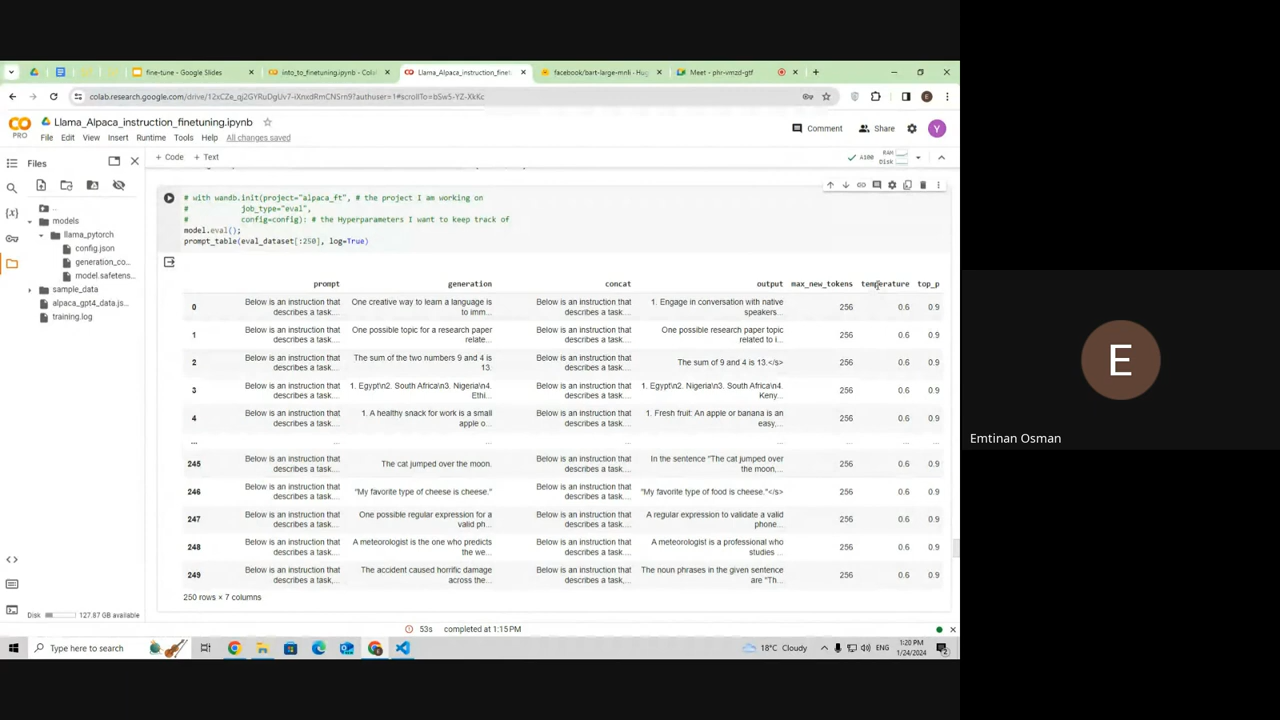 fine-tune - Google Slides
into_to_finetuning.ipynb - Colab
Llama_Alpaca_instruction_finet
facebook/bart-large-mnli · Hug
Meet - phr-vmzd-gtf
Llama_Alpaca_instruction_finetuning.ipynb
PRO
File Edit View Insert Runtime Tools Help All changes saved
Comment Share Y
Files
+ Code + Text
A100 RAM Disk
..
models
llama_pytorch
config.json
generation_co...
model.safetens...
sample_data
alpaca_gpt4_data.js...
training.log
# with wandb.init(project="alpaca_ft", # the project I am working on
# job_type="eval",
# config=config): # the Hyperparameters I want to keep track of
model.eval();
prompt_table(eval_dataset[:250], log=True)
prompt generation concat output max_new_tokens temperature top_p
0 Below is an instruction that describes a task.... One creative way to learn a language is to imm... Below is an instruction that describes a task.... 1. Engage in conversation with native speakers... 256 0.6 0.9
1 Below is an instruction that describes a task.... One possible topic for a research paper relate... Below is an instruction that describes a task.... One possible research paper topic related to i... 256 0.6 0.9
2 Below is an instruction that describes a task.... The sum of the two numbers 9 and 4 is 13. Below is an instruction that describes a task.... The sum of 9 and 4 is 13.</s> 256 0.6 0.9
3 Below is an instruction that describes a task.... 1. Egypt\n2. South Africa\n3. Nigeria\n4. Ethi... Below is an instruction that describes a task.... 1. Egypt\n2. Nigeria\n3. South Africa\n4. Keny... 256 0.6 0.9
4 Below is an instruction that describes a task.... 1. A healthy snack for work is a small apple o... Below is an instruction that describes a task.... 1. Fresh fruit: An apple or banana is an easy,... 256 0.6 0.9
... ... ... ... ... ... ... ...
245 Below is an instruction that describes a task.... The cat jumped over the moon. Below is an instruction that describes a task.... In the sentence "The cat jumped over the moon,... 256 0.6 0.9
246 Below is an instruction that describes a task.... "My favorite type of cheese is cheese." Below is an instruction that describes a task.... "My favorite type of food is cheese."</s> 256 0.6 0.9
247 Below is an instruction that describes a task.... One possible regular expression for a valid ph... Below is an instruction that describes a task.... A regular expression to validate a valid phone... 256 0.6 0.9
248 Below is an instruction that describes a task.... A meteorologist is the one who predicts the we... Below is an instruction that describes a task.... A meteorologist is a professional who studies ... 256 0.6 0.9
249 Below is an instruction that describes a task,... The accident caused horrific damage across the... Below is an instruction that describes a task,... The noun phrases in the given sentence are "Th... 256 0.6 0.9
250 rows × 7 columns
Disk 127.87 GB available
53s completed at 1:15 PM
Type here to search
18°C Cloudy
ENG
1:20 PM
1/24/2024
E
Emtinan Osman